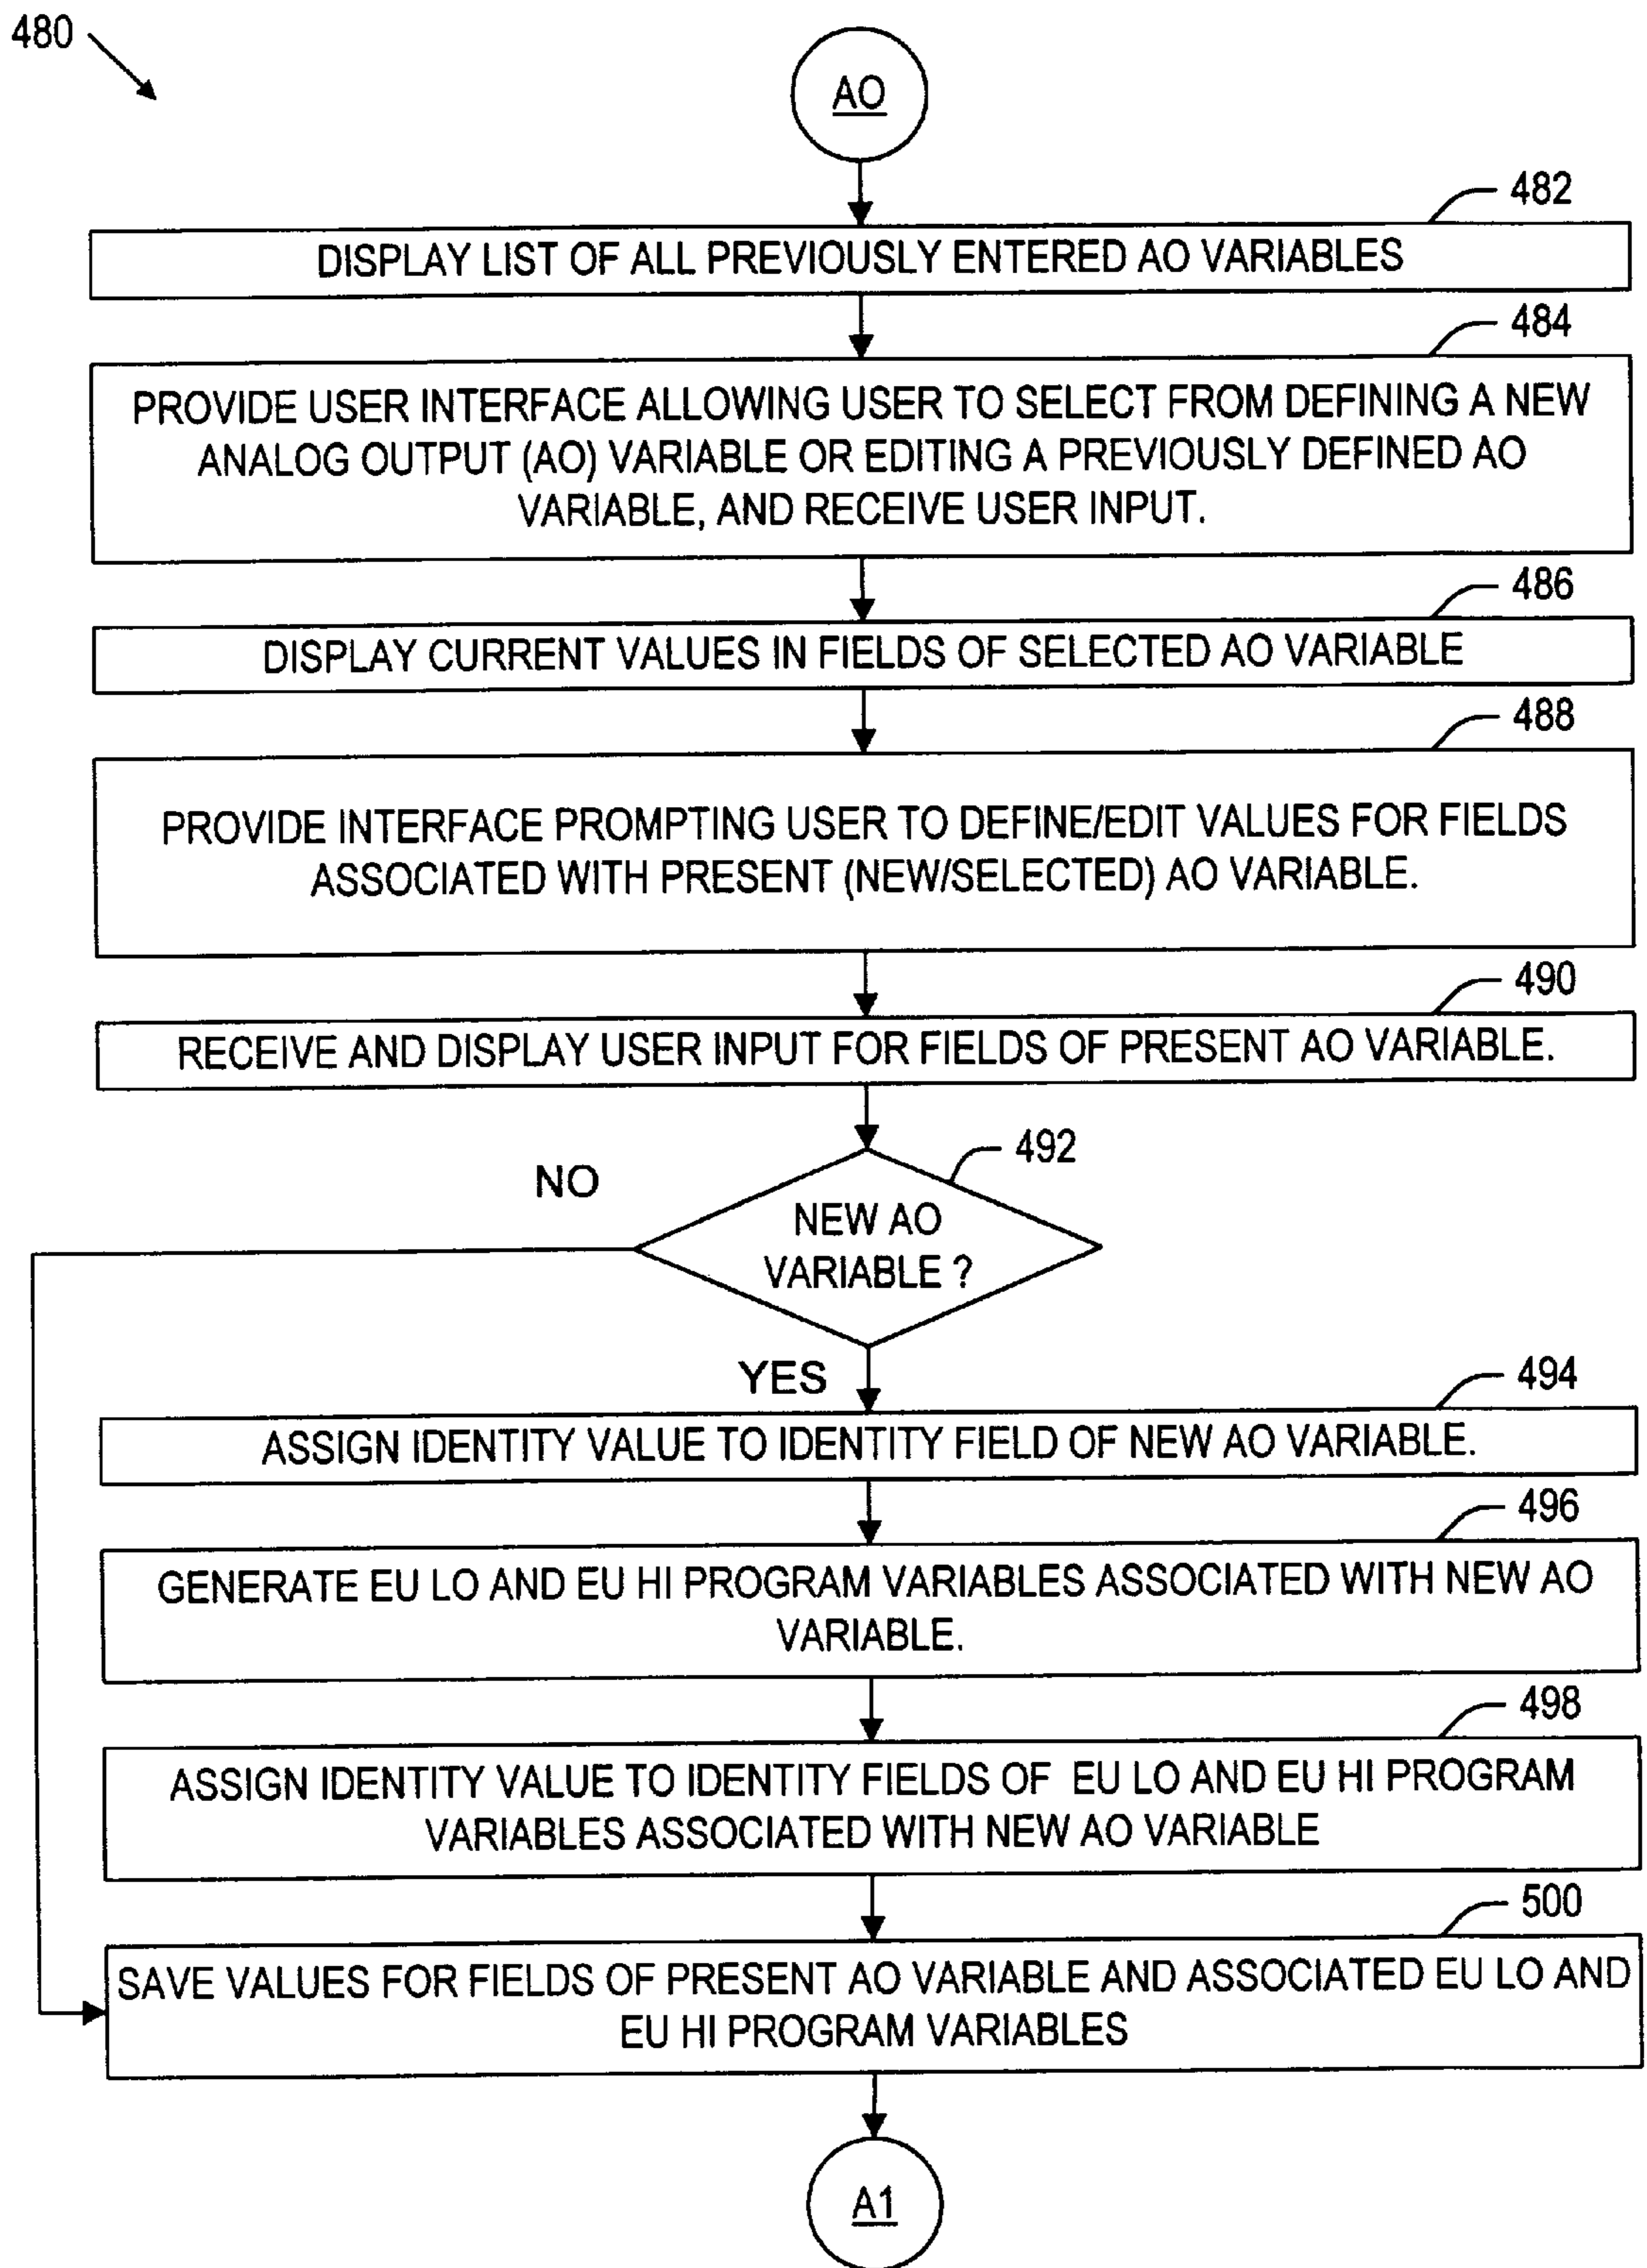 480
AO
482
DISPLAY LIST OF ALL PREVIOUSLY ENTERED AO VARIABLES
484
PROVIDE USER INTERFACE ALLOWING USER TO SELECT FROM DEFINING A NEW
ANALOG OUTPUT (AO) VARIABLE OR EDITING A PREVIOUSLY DEFINED AO
VARIABLE, AND RECEIVE USER INPUT.
486
DISPLAY CURRENT VALUES IN FIELDS OF SELECTED AO VARIABLE
488
PROVIDE INTERFACE PROMPTING USER TO DEFINE/EDIT VALUES FOR FIELDS
ASSOCIATED WITH PRESENT (NEW/SELECTED) AO VARIABLE.
490
RECEIVE AND DISPLAY USER INPUT FOR FIELDS OF PRESENT AO VARIABLE.
492
NO
NEW AO
VARIABLE ?
YES
494
ASSIGN IDENTITY VALUE TO IDENTITY FIELD OF NEW AO VARIABLE.
496
GENERATE EU LO AND EU HI PROGRAM VARIABLES ASSOCIATED WITH NEW AO
VARIABLE.
498
ASSIGN IDENTITY VALUE TO IDENTITY FIELDS OF EU LO AND EU HI PROGRAM
VARIABLES ASSOCIATED WITH NEW AO VARIABLE
500
SAVE VALUES FOR FIELDS OF PRESENT AO VARIABLE AND ASSOCIATED EU LO AND
EU HI PROGRAM VARIABLES
A1